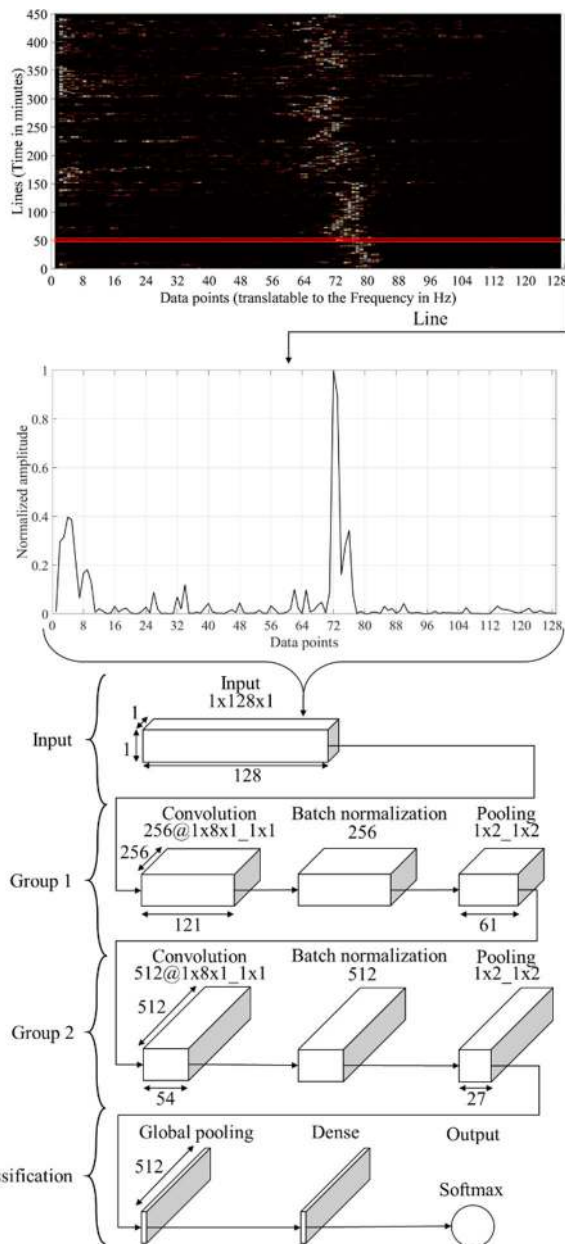 450
400
350
300
250
200
150
100
50
0
Lines (Time in minutes)
0 8 16 24 32 40 48 56 64 72 80 88 96 104 112 120 128
Data points (translatable to the Frequency in Hz)
Line
1
0.8
0.6
0.4
0.2
0
Normalized amplitude
0 8 16 24 32 40 48 56 64 72 80 88 96 104 112 120 128
Data points
Input
1x128x1
1
Input
1
128
Convolution Batch normalization Pooling
256@1x8x1_1x1 256 1x2_1x2
256
Group 1
121 61
Convolution Batch normalization Pooling
512@1x8x1_1x1 512 1x2_1x2
512
Group 2
54 27
Global pooling Dense Output
512
ssification
Softmax